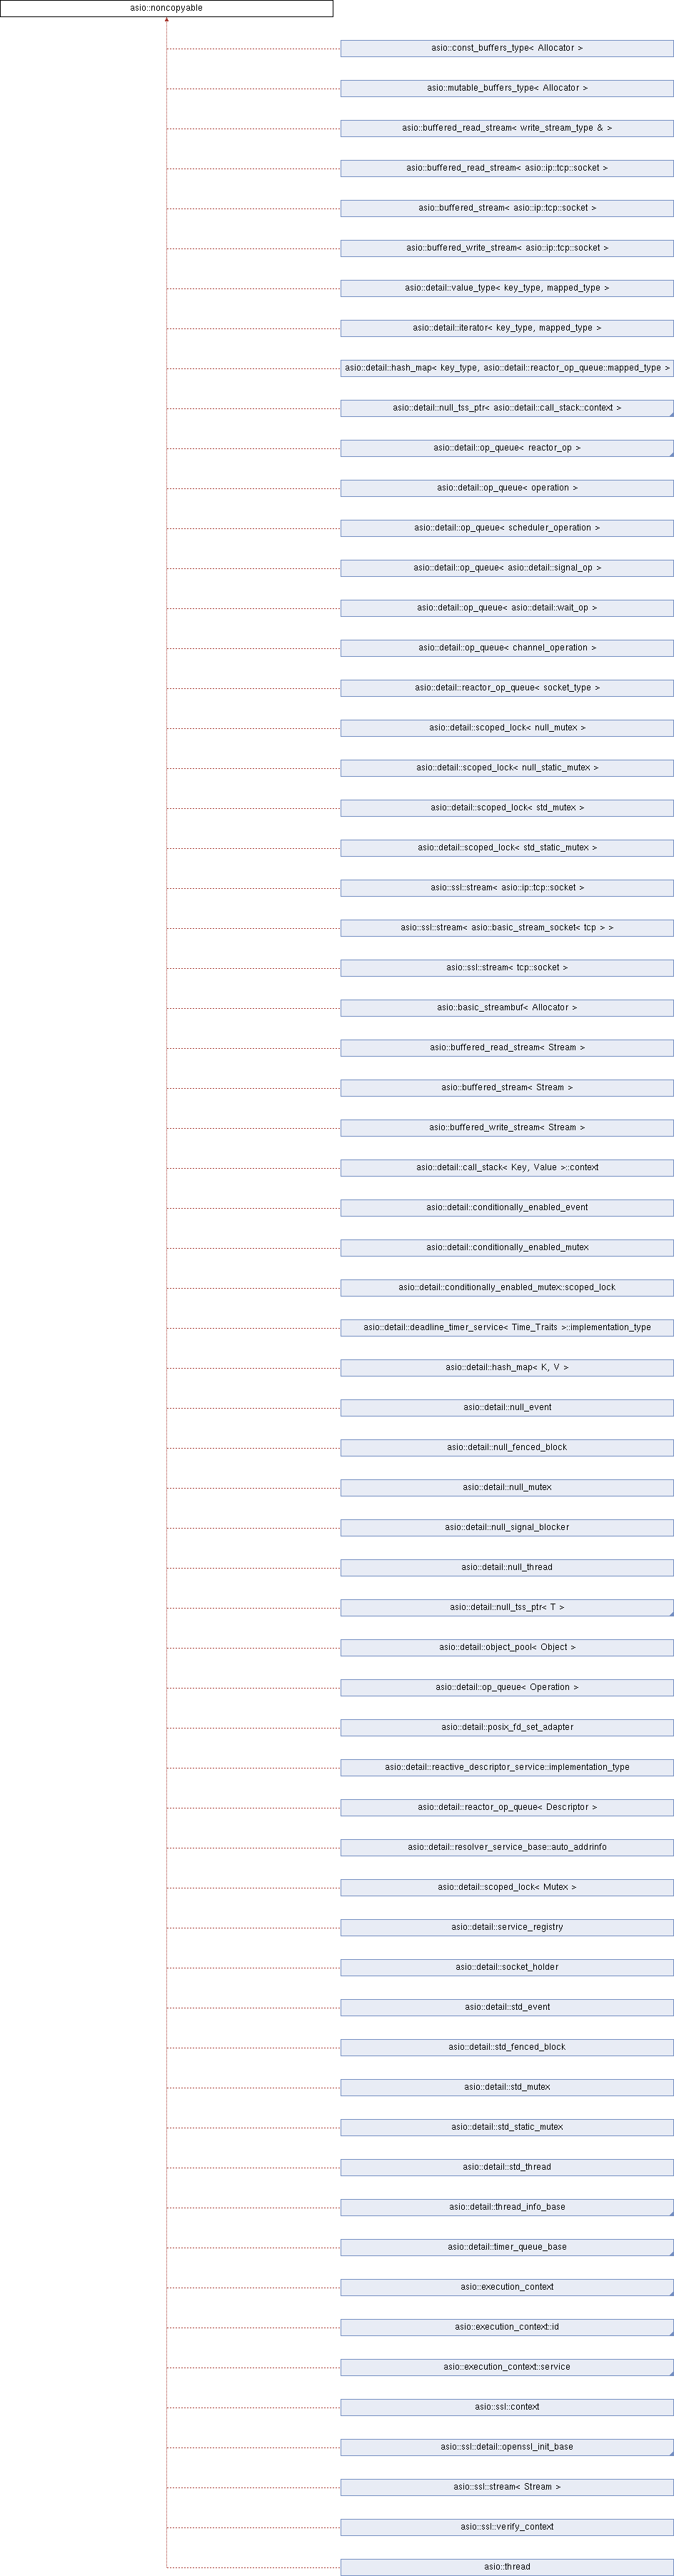 asio::noncopyable
asio::const_buffers_type< Allocator >
asio::mutable_buffers_type< Allocator >
asio::buffered_read_stream< write_stream_type & >
asio::buffered_read_stream< asio::ip::tcp::socket >
asio::buffered_stream< asio::ip::tcp::socket >
asio::buffered_write_stream< asio::ip::tcp::socket >
asio::detail::value_type< key_type, mapped_type >
asio::detail::iterator< key_type, mapped_type >
asio::detail::hash_map< key_type, asio::detail::reactor_op_queue::mapped_type >
asio::detail::null_tss_ptr< asio::detail::call_stack::context >
asio::detail::op_queue< reactor_op >
asio::detail::op_queue< operation >
asio::detail::op_queue< scheduler_operation >
asio::detail::op_queue< asio::detail::signal_op >
asio::detail::op_queue< asio::detail::wait_op >
asio::detail::op_queue< channel_operation >
asio::detail::reactor_op_queue< socket_type >
asio::detail::scoped_lock< null_mutex >
asio::detail::scoped_lock< null_static_mutex >
asio::detail::scoped_lock< std_mutex >
asio::detail::scoped_lock< std_static_mutex >
asio::ssl::stream< asio::ip::tcp::socket >
asio::ssl::stream< asio::basic_stream_socket< tcp > >
asio::ssl::stream< tcp::socket >
asio::basic_streambuf< Allocator >
asio::buffered_read_stream< Stream >
asio::buffered_stream< Stream >
asio::buffered_write_stream< Stream >
asio::detail::call_stack< Key, Value >::context
asio::detail::conditionally_enabled_event
asio::detail::conditionally_enabled_mutex
asio::detail::conditionally_enabled_mutex::scoped_lock
asio::detail::deadline_timer_service< Time_Traits >::implementation_type
asio::detail::hash_map< K, V >
asio::detail::null_event
asio::detail::null_fenced_block
asio::detail::null_mutex
asio::detail::null_signal_blocker
asio::detail::null_thread
asio::detail::null_tss_ptr< T >
asio::detail::object_pool< Object >
asio::detail::op_queue< Operation >
asio::detail::posix_fd_set_adapter
asio::detail::reactive_descriptor_service::implementation_type
asio::detail::reactor_op_queue< Descriptor >
asio::detail::resolver_service_base::auto_addrinfo
asio::detail::scoped_lock< Mutex >
asio::detail::service_registry
asio::detail::socket_holder
asio::detail::std_event
asio::detail::std_fenced_block
asio::detail::std_mutex
asio::detail::std_static_mutex
asio::detail::std_thread
asio::detail::thread_info_base
asio::detail::timer_queue_base
asio::execution_context
asio::execution_context::id
asio::execution_context::service
asio::ssl::context
asio::ssl::detail::openssl_init_base
asio::ssl::stream< Stream >
asio::ssl::verify_context
asio::thread